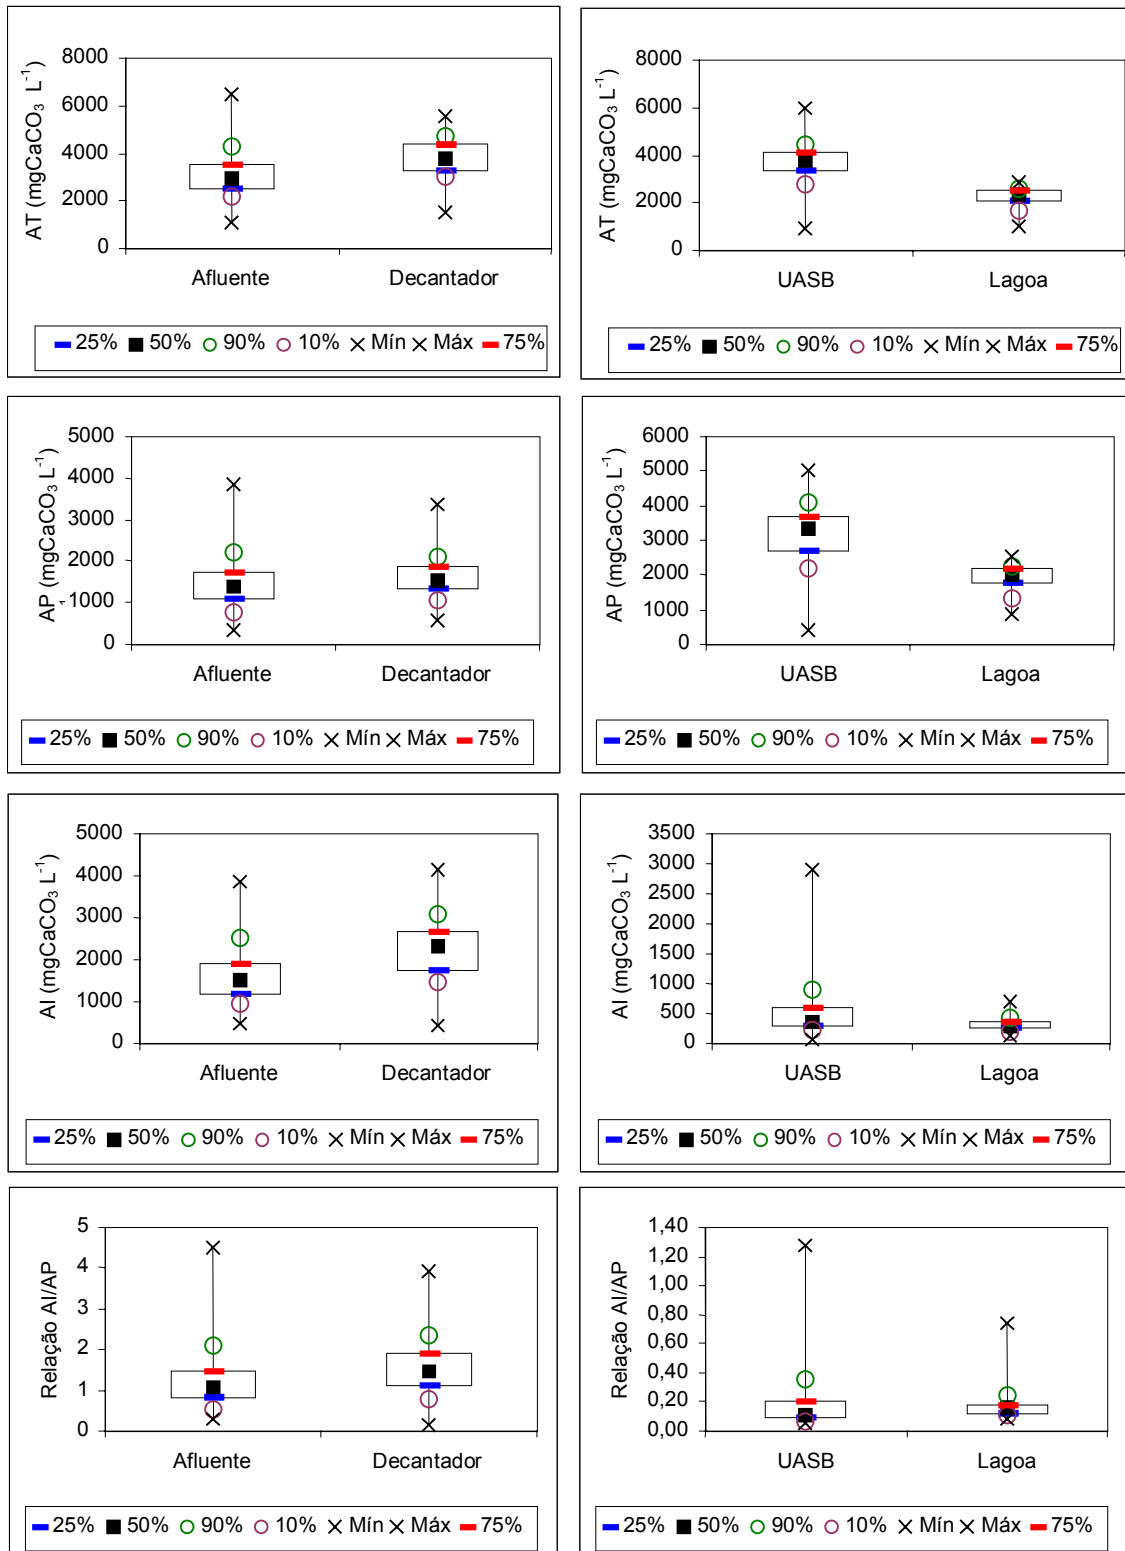 AT (mgCaCO3 L-1)
8000
6000
4000
2000
0
Afluente Decantador
25% 50% 90% 10% Mín Máx 75%
AT (mgCaCO3 L-1)
8000
6000
4000
2000
0
UASB Lagoa
25% 50% 90% 10% Mín Máx 75%
AP (mgCaCO3 L-1)
5000
4000
3000
2000
1000
0
Afluente Decantador
25% 50% 90% 10% Mín Máx 75%
AP (mgCaCO3 L-1)
6000
5000
4000
3000
2000
1000
0
UASB Lagoa
25% 50% 90% 10% Mín Máx 75%
AI (mgCaCO3 L-1)
5000
4000
3000
2000
1000
0
Afluente Decantador
25% 50% 90% 10% Mín Máx 75%
AI (mgCaCO3 L-1)
3500
3000
2500
2000
1500
1000
500
0
UASB Lagoa
25% 50% 90% 10% Mín Máx 75%
Relação AI/AP
5
4
3
2
1
0
Afluente Decantador
25% 50% 90% 10% Mín Máx 75%
Relação AI/AP
1,40
1,20
1,00
0,80
0,60
0,40
0,20
0,00
UASB Lagoa
25% 50% 90% 10% Mín Máx 75%